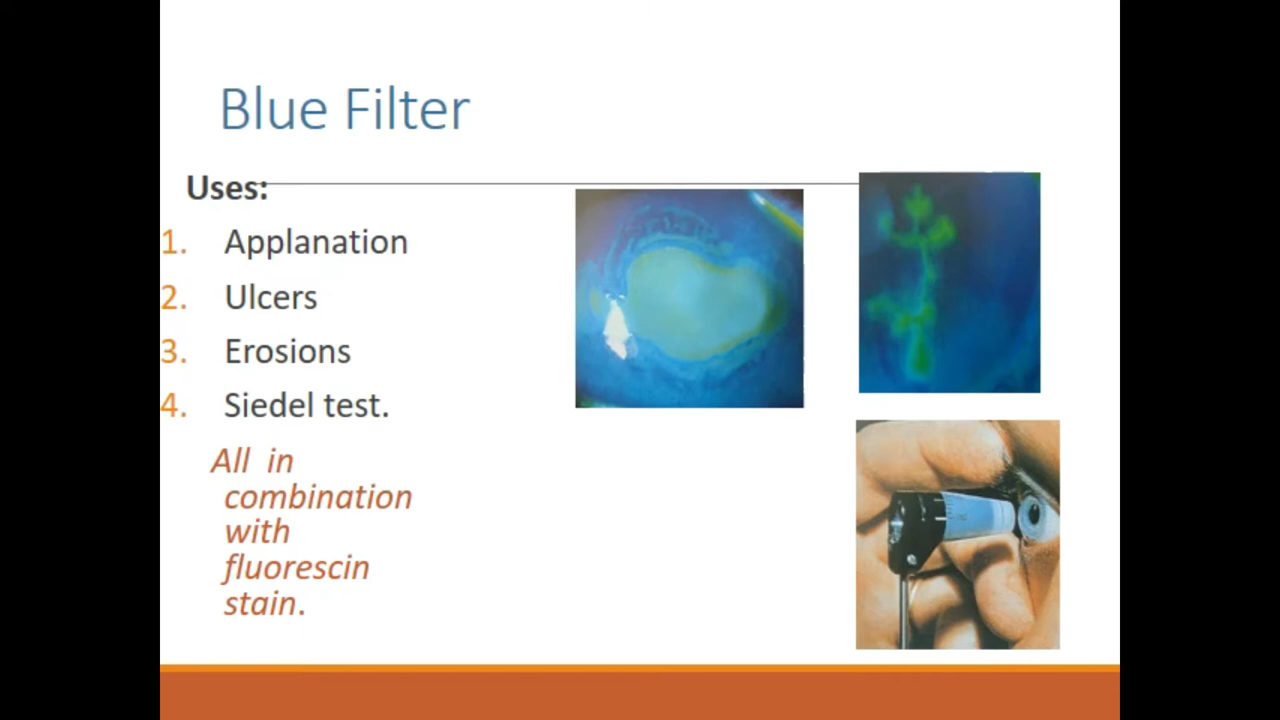 Blue Filter
Uses:
1. Applanation
2. Ulcers
3. Erosions
4. Siedel test.
All in
combination
with
fluorescin
stain.